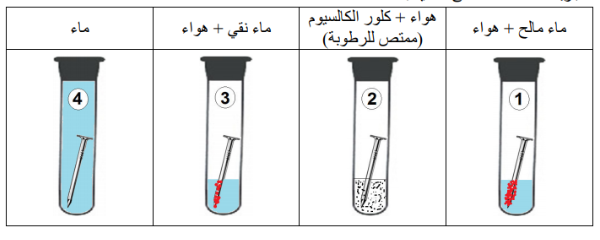 ماء مالح + هواء
هواء + كلور الكالسيوم
(ممتص للرطوبة)
ماء نقي + هواء
ماء
1
2
3
4